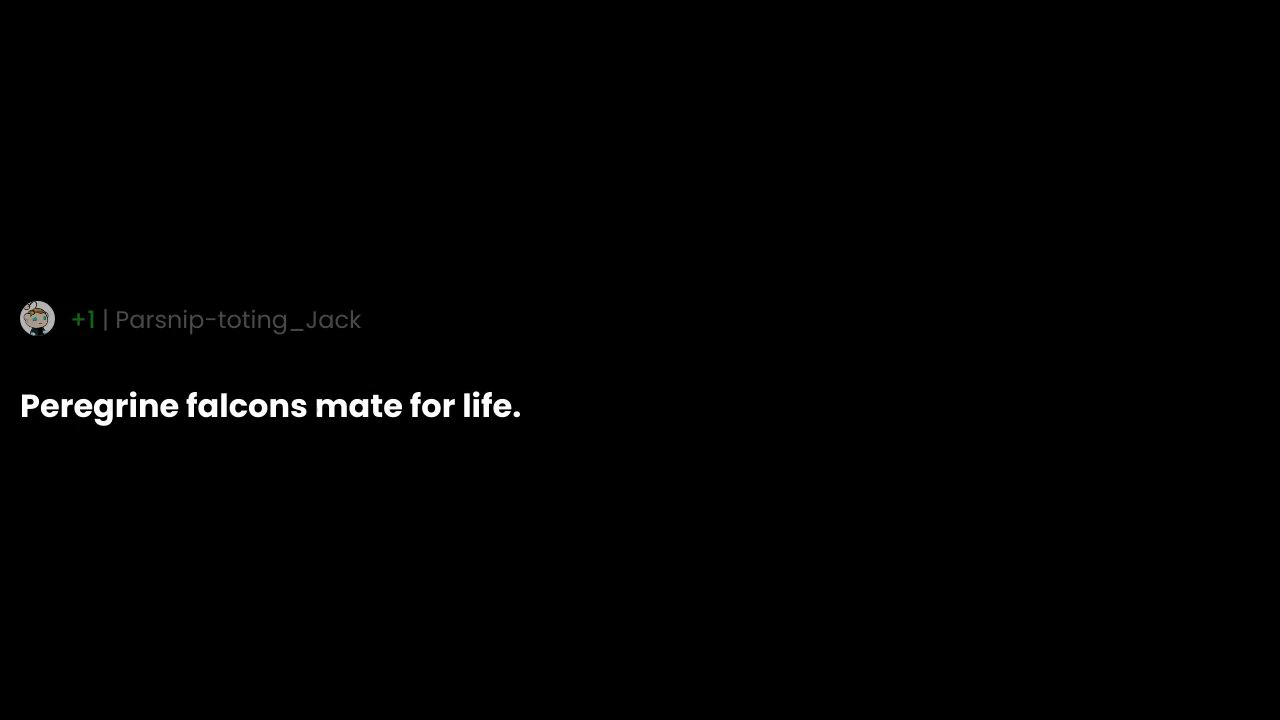 +1 | Parsnip-toting_Jack
Peregrine falcons mate for life.